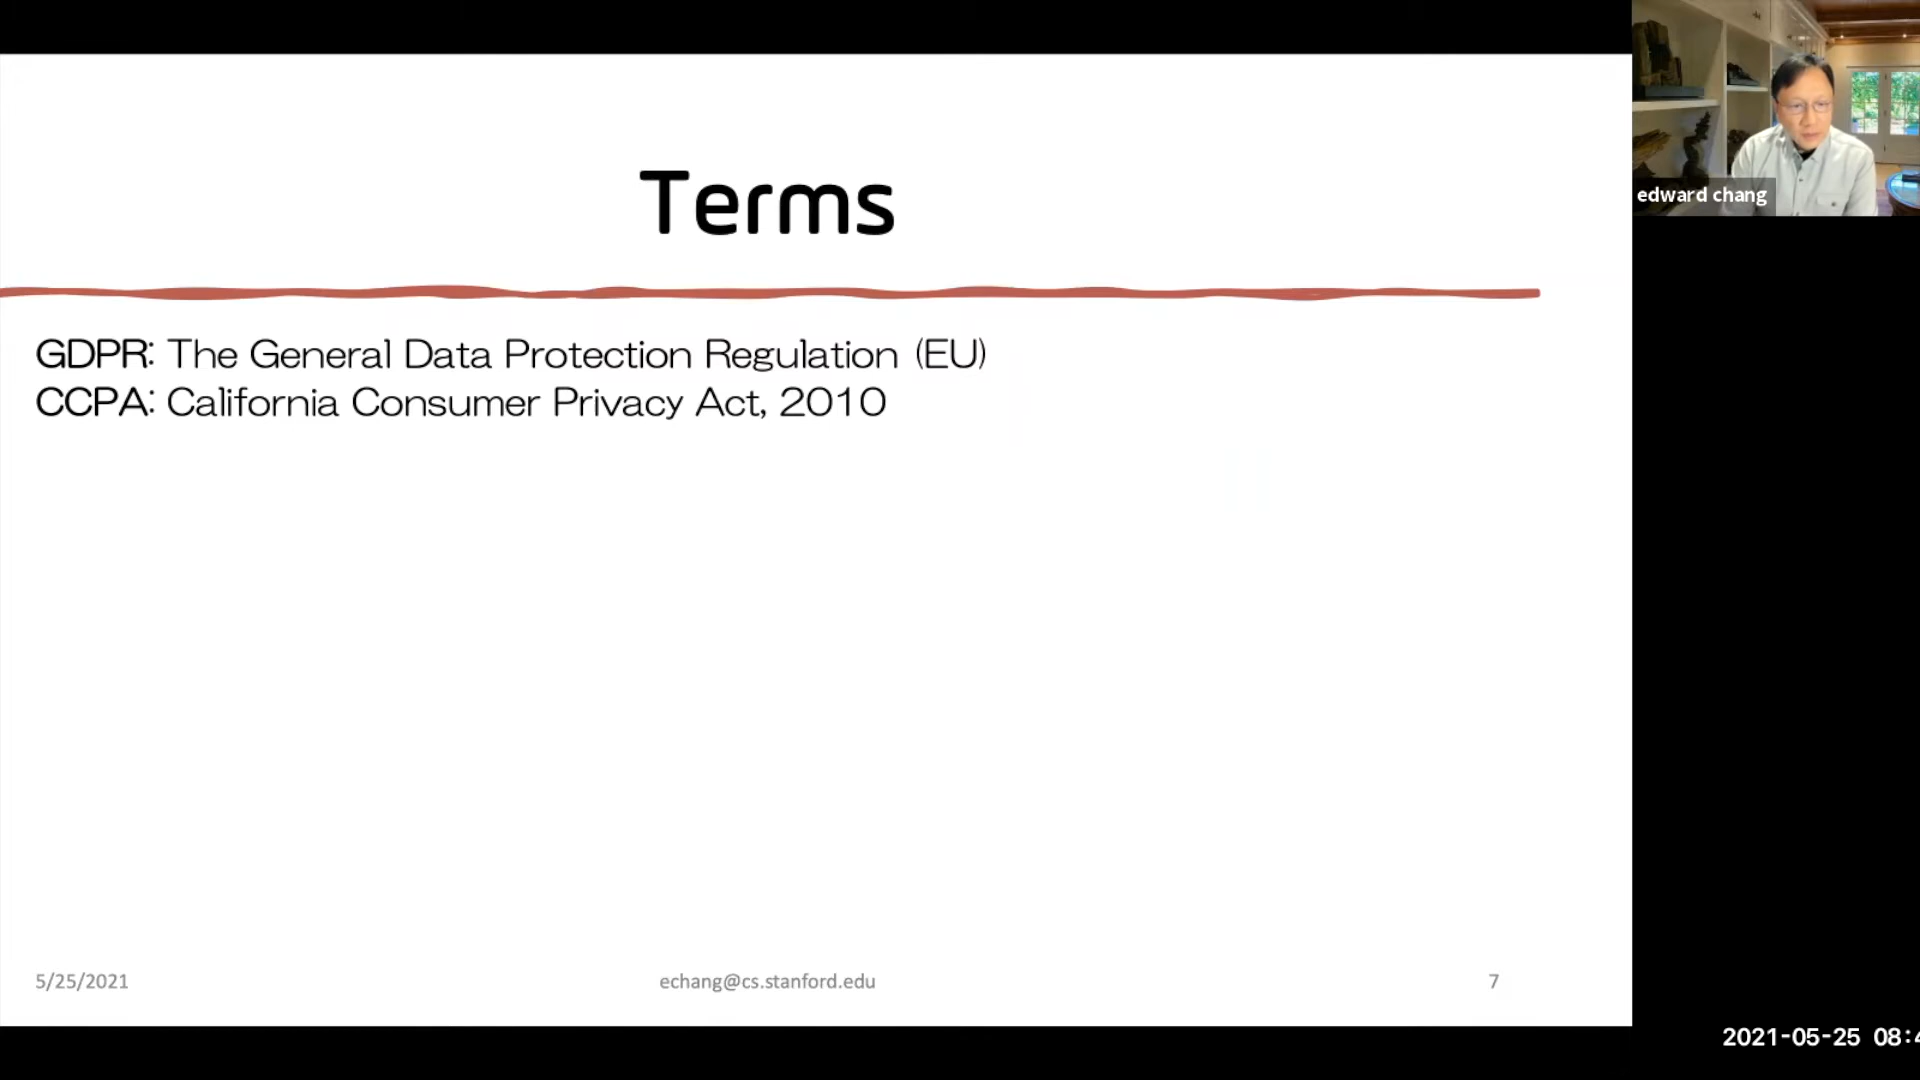 Terms
GDPR: The General Data Protection Regulation (EU)
CCPA: California Consumer Privacy Act, 2010
5/25/2021
echang@cs.stanford.edu
7
edward chang
2021-05-25 08:4